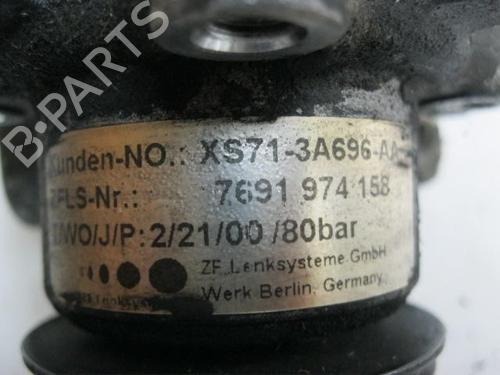 B-PARTS
Kunden-NO.: XS71-3A696-AA
ZFLS-Nr.: 7691 974 158
T/WO/J/P: 2/21/00 /80bar
ZF Lenksysteme GmbH
Werk Berlin, Germany